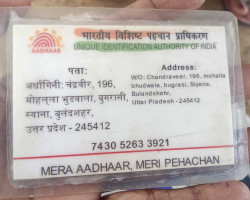 भारतीय विशिष्ट पहचान प्राधिकरण
UNIQUE IDENTIFICATION AUTHORITY OF INDIA
AADHAAR
पता:
अर्धांगिनी: चंद्रवीर, 196,
मोहल्ला भुडवाला, बुगरासी,
स्याना, बुलंदशहर,
उत्तर प्रदेश - 245412
Address:
W/O: Chandraveer, 196, mohalla
bhudwala, bugrasi, Siyana,
Bulandshahr,
Uttar Pradesh - 245412
7430 5263 3921
MERA AADHAAR, MERI PEHACHAN